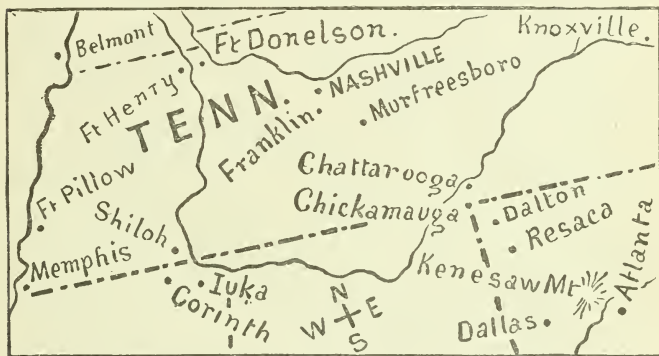 Belmont
Ft Donelson.
Knoxville.
Ft Henry
TENN.
NASHVILLE
Franklin
Murfreesboro
Ft Pillow
Chattarooga
Chickamauga
Shiloh
Dalton
Resaca
Memphis
Iuka
Corinth
Kenesaw Mt
Atlanta
Dallas
N
W E
S